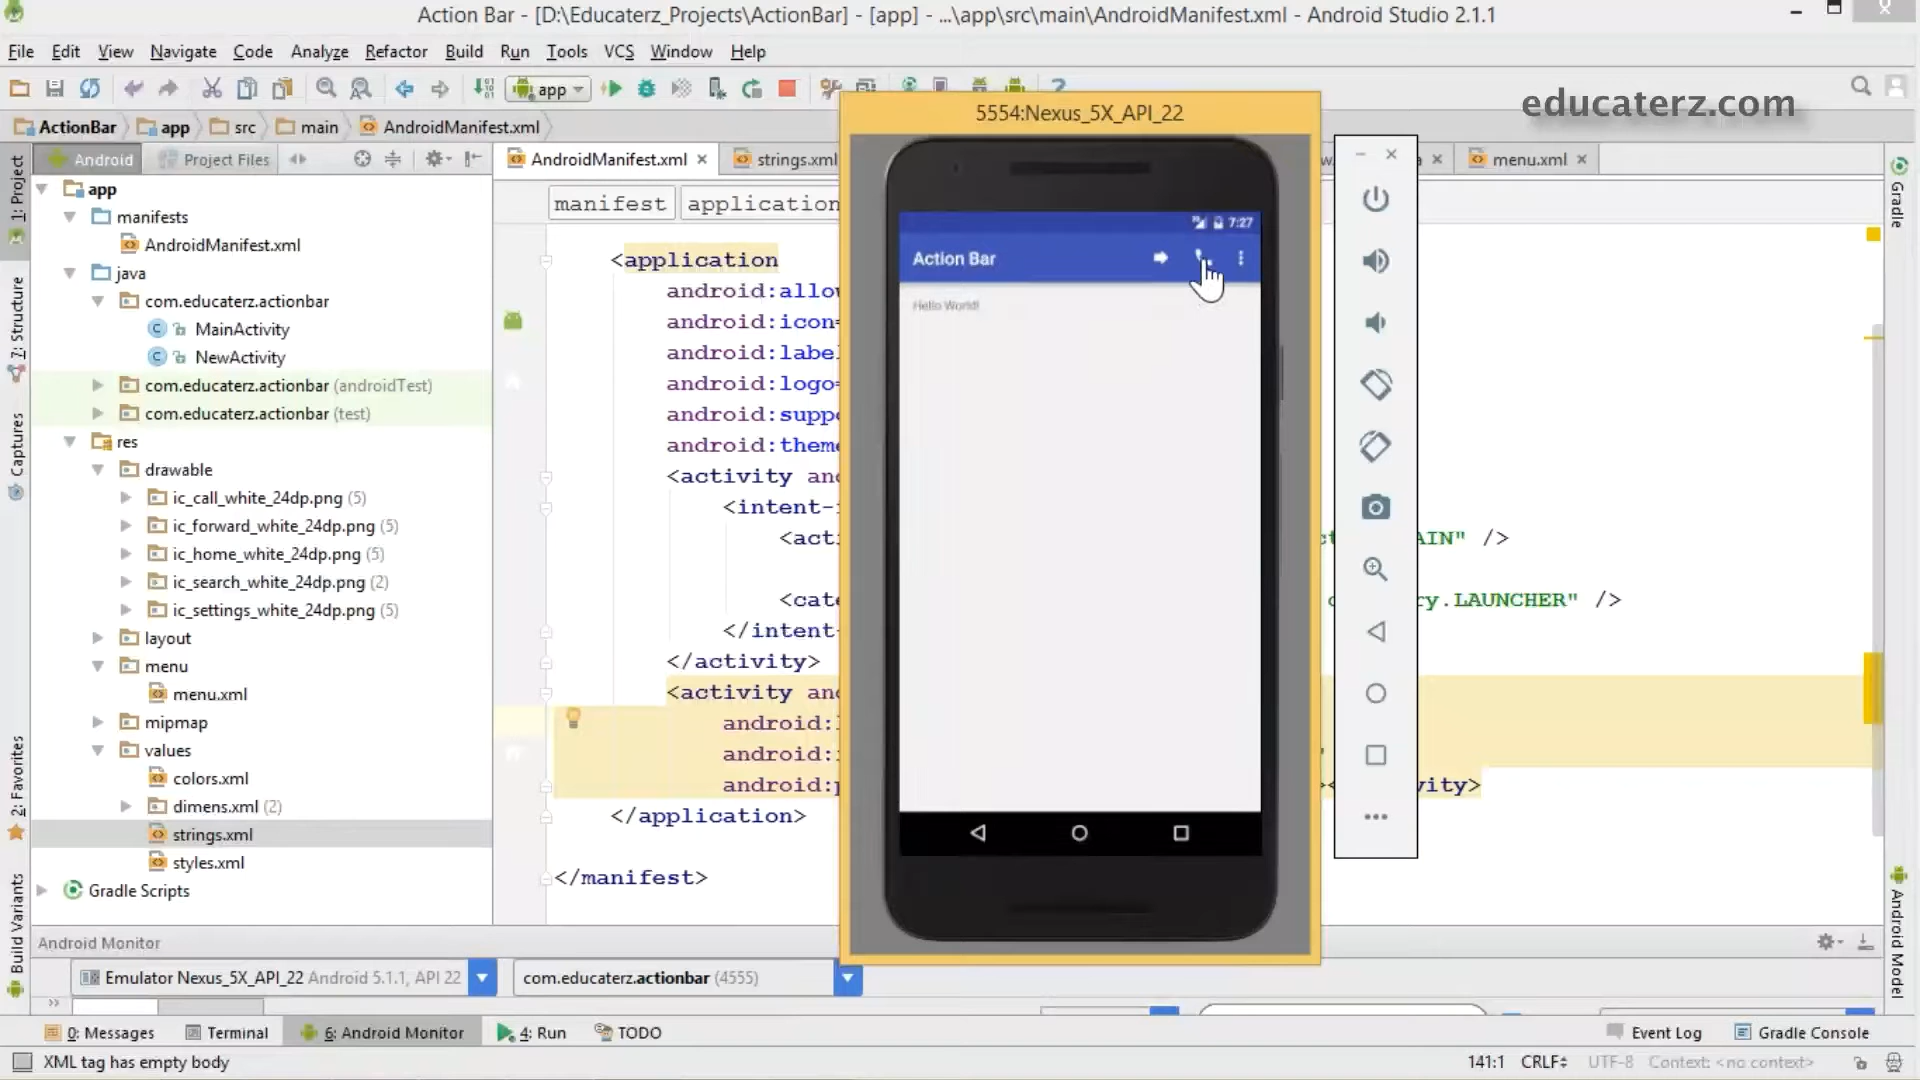 Action Bar - [D:\Educaterz_Projects\ActionBar] - [app] - ...\app\src\main\AndroidManifest.xml - Android Studio 2.1.1
File Edit View Navigate Code Analyze Refactor Build Run Tools VCS Window Help
app
educaterz.com
5554:Nexus_5X_API_22
ActionBar app src main AndroidManifest.xml
Android Project Files
AndroidManifest.xml strings.xml menu.xml
manifest application
1: Project
7: Structure
Captures
2: Favorites
Build Variants
app
manifests
AndroidManifest.xml
java
com.educaterz.actionbar
MainActivity
NewActivity
com.educaterz.actionbar (androidTest)
com.educaterz.actionbar (test)
res
drawable
ic_call_white_24dp.png (5)
ic_forward_white_24dp.png (5)
ic_home_white_24dp.png (5)
ic_search_white_24dp.png (2)
ic_settings_white_24dp.png (5)
layout
menu
menu.xml
mipmap
values
colors.xml
dimens.xml (2)
strings.xml
styles.xml
Gradle Scripts
<application
android:allow
android:icon=
android:label
android:logo=
android:suppo
android:theme
<activity and
<intent-
<act AIN" />
<cate ry.LAUNCHER" />
</intent-
</activity>
<activity and
android:
android:
android: vity>
</application>
</manifest>
7:27
Action Bar
Hello World!
Gradle
Android Model
Android Monitor
Emulator Nexus_5X_API_22 Android 5.1.1, API 22
com.educaterz.actionbar (4555)
0: Messages Terminal 6: Android Monitor 4: Run TODO Event Log Gradle Console
XML tag has empty body 141:1 CRLF UTF-8 Context: <no context>